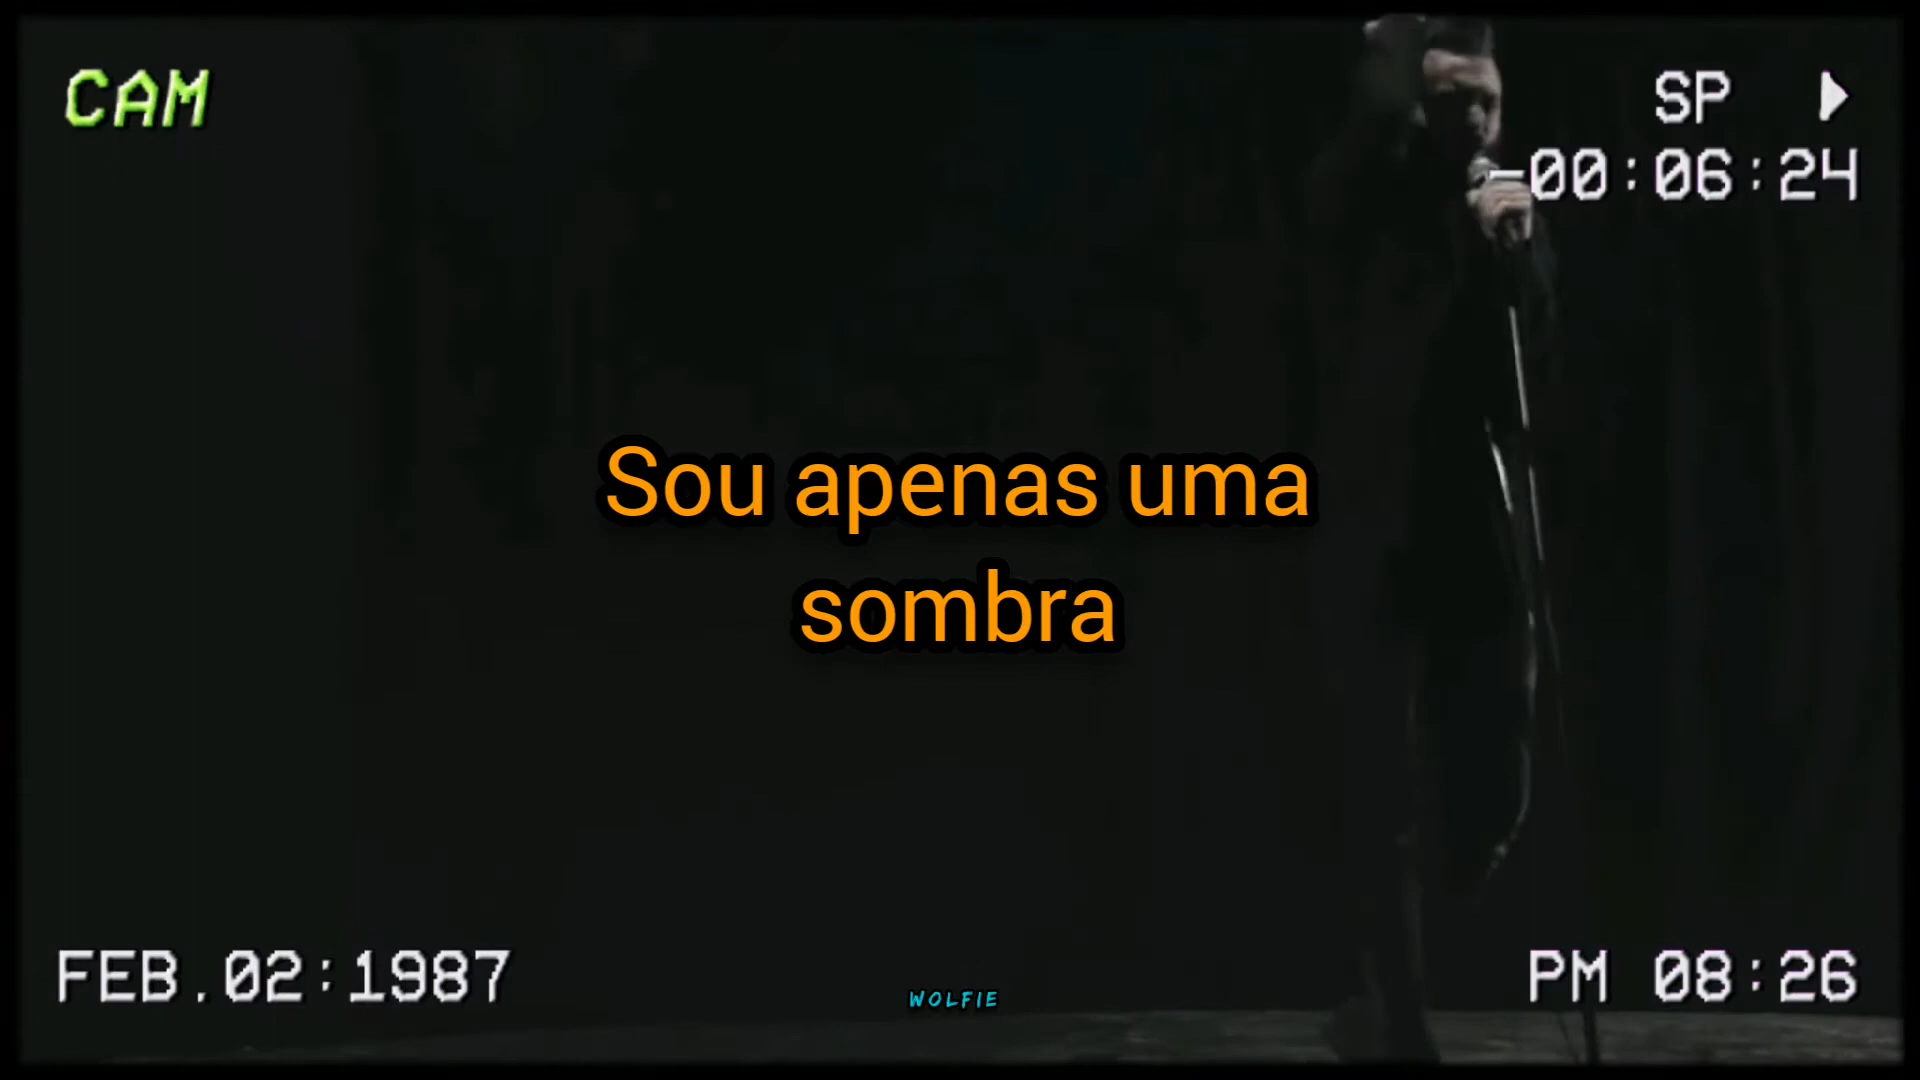 CAM
SP
-00:06:24
Sou apenas uma
sombra
FEB.02:1987
WOLFIE
PM 08:26